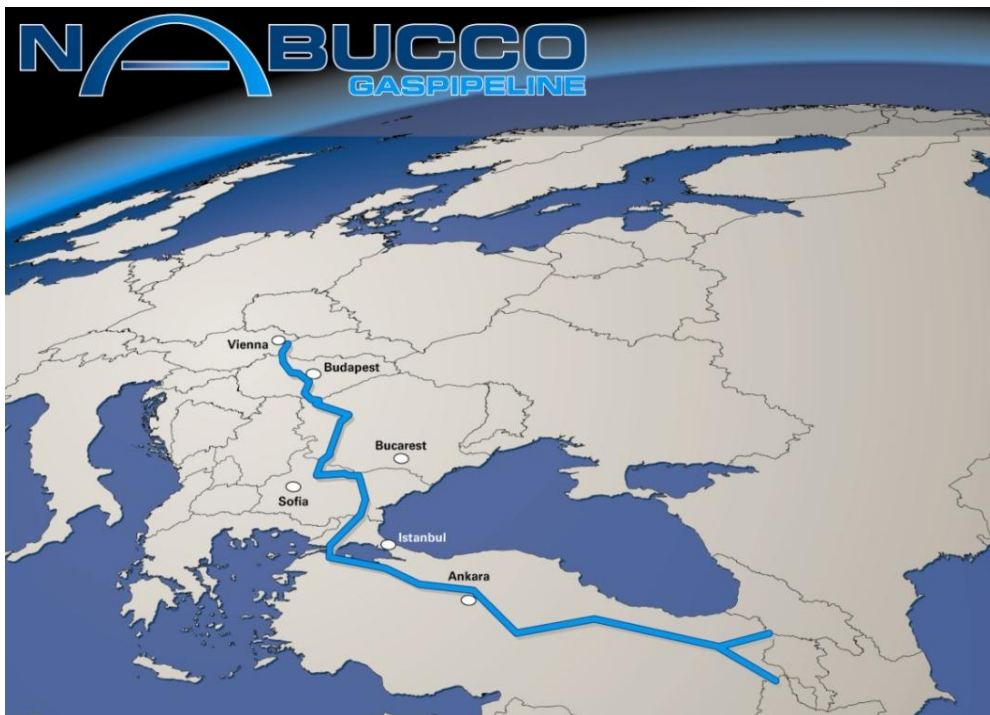 NABUCCO
GASPIPELINE
Vienna
Budapest
Bucarest
Sofia
Istanbul
Ankara